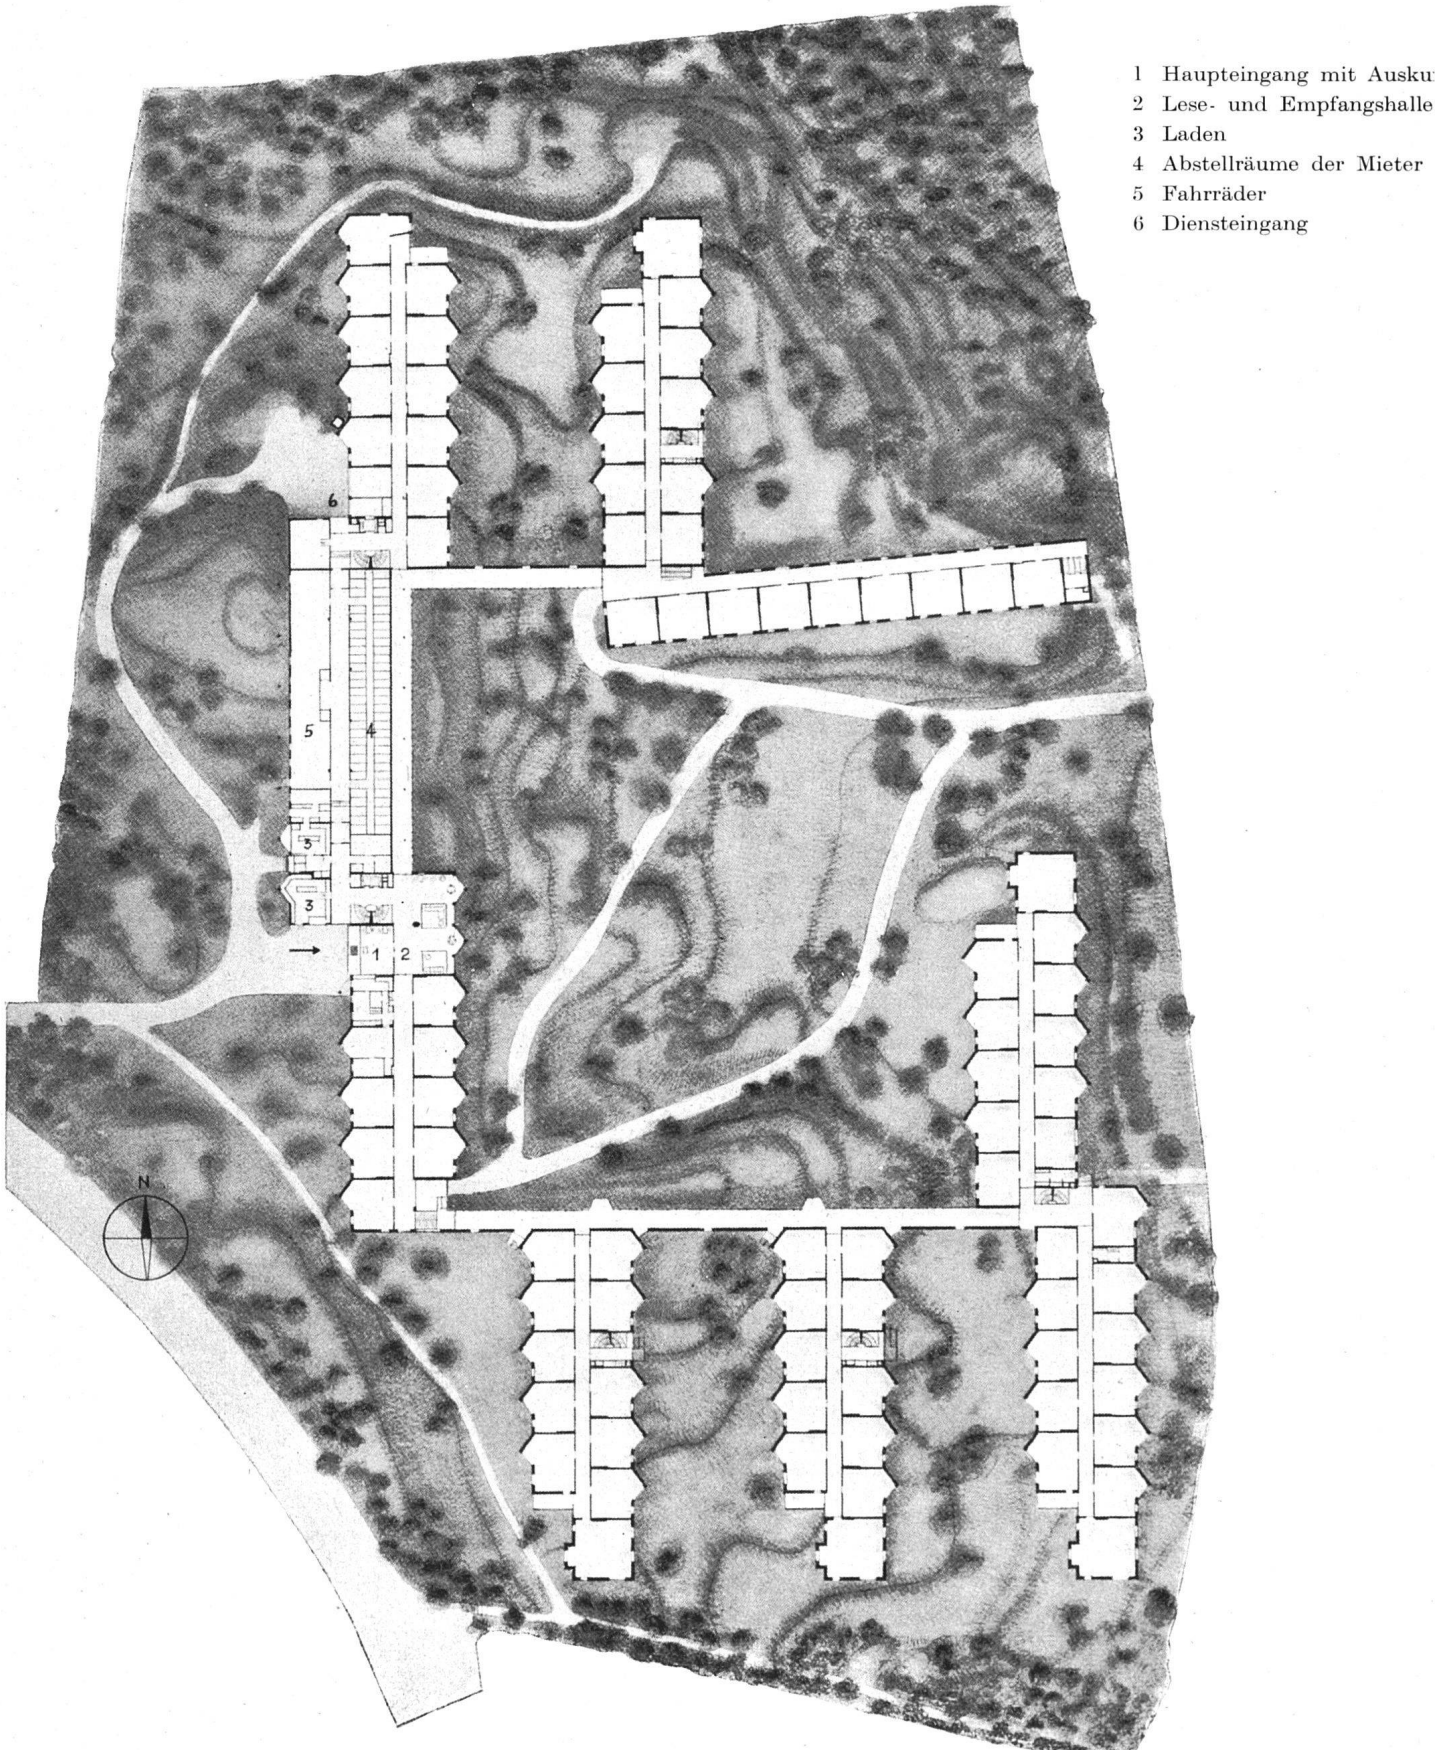 1 Haupteingang mit
2 Lese- und Empfangshalle
3 Laden
4 Abstellräume der Mieter
5 Fahrräder
6 Diensteingang
6
5
4
3
3
1 2
N